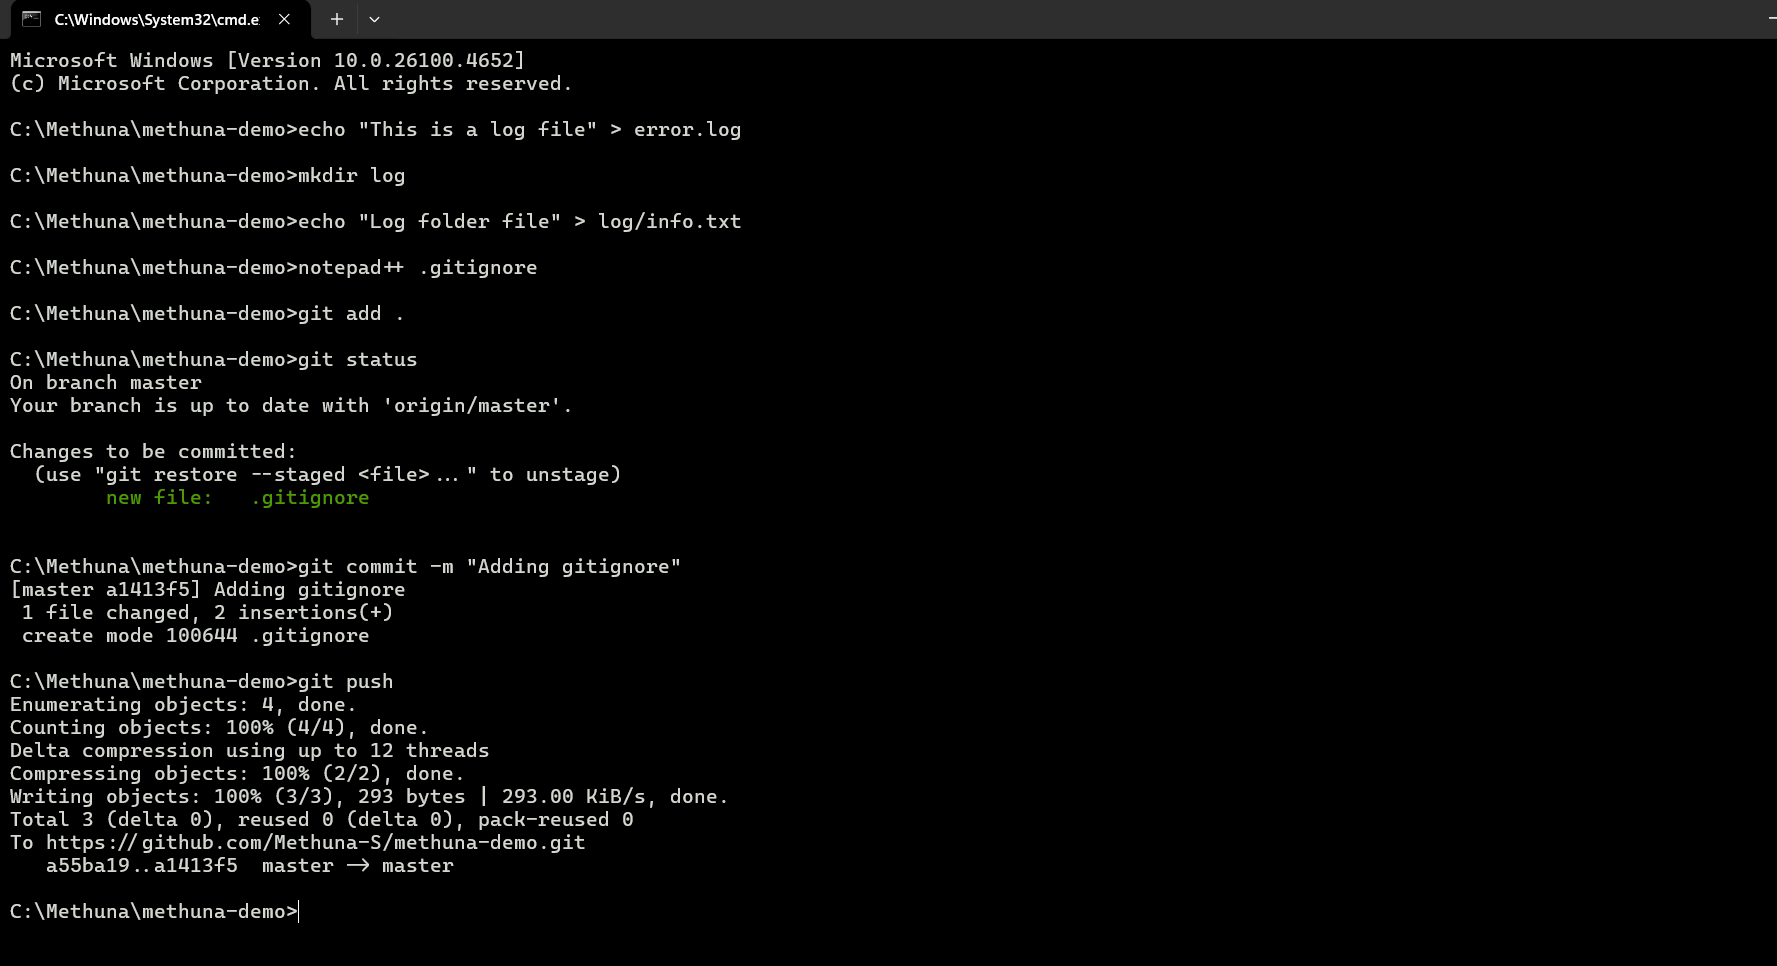 C:\Windows\System32\cmd.e
Microsoft Windows [Version 10.0.26100.4652]
(c) Microsoft Corporation. All rights reserved.
C:\Methuna\methuna-demo>echo "This is a log file" > error.log
C:\Methuna\methuna-demo>mkdir log
C:\Methuna\methuna-demo>echo "Log folder file" > log/info.txt
C:\Methuna\methuna-demo>notepad++ .gitignore
C:\Methuna\methuna-demo>git add .
C:\Methuna\methuna-demo>git status
On branch master
Your branch is up to date with 'origin/master'.
Changes to be committed:
  (use "git restore --staged <file>..." to unstage)
        new file:   .gitignore
C:\Methuna\methuna-demo>git commit -m "Adding gitignore"
[master a1413f5] Adding gitignore
 1 file changed, 2 insertions(+)
 create mode 100644 .gitignore
C:\Methuna\methuna-demo>git push
Enumerating objects: 4, done.
Counting objects: 100% (4/4), done.
Delta compression using up to 12 threads
Compressing objects: 100% (2/2), done.
Writing objects: 100% (3/3), 293 bytes | 293.00 KiB/s, done.
Total 3 (delta 0), reused 0 (delta 0), pack-reused 0
To https://github.com/Methuna-S/methuna-demo.git
   a55ba19..a1413f5  master -> master
C:\Methuna\methuna-demo>